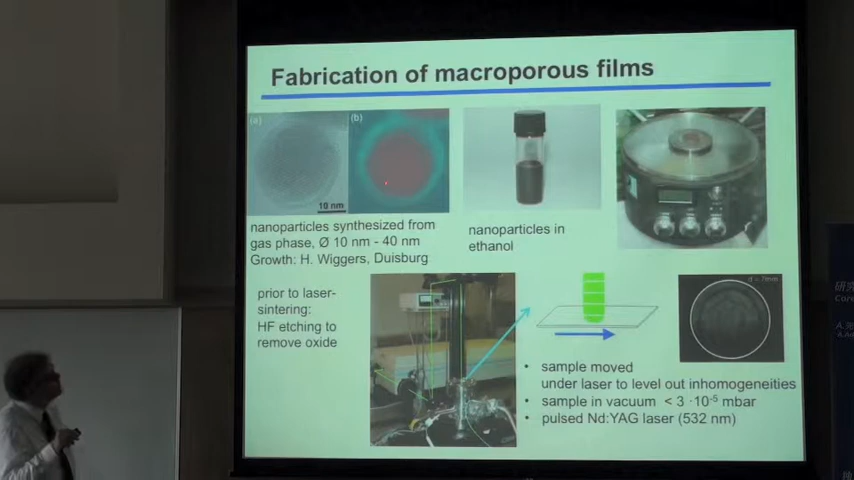 Fabrication of macroporous films
(a)
(b)
10 nm
nanoparticles synthesized from
gas phase, Ø 10 nm - 40 nm
Growth: H. Wiggers, Duisburg
nanoparticles in
ethanol
prior to laser-
sintering:
HF etching to
remove oxide
d = 7mm
• sample moved
under laser to level out inhomogeneities
• sample in vacuum < 3 ·10-5 mbar
• pulsed Nd:YAG laser (532 nm)